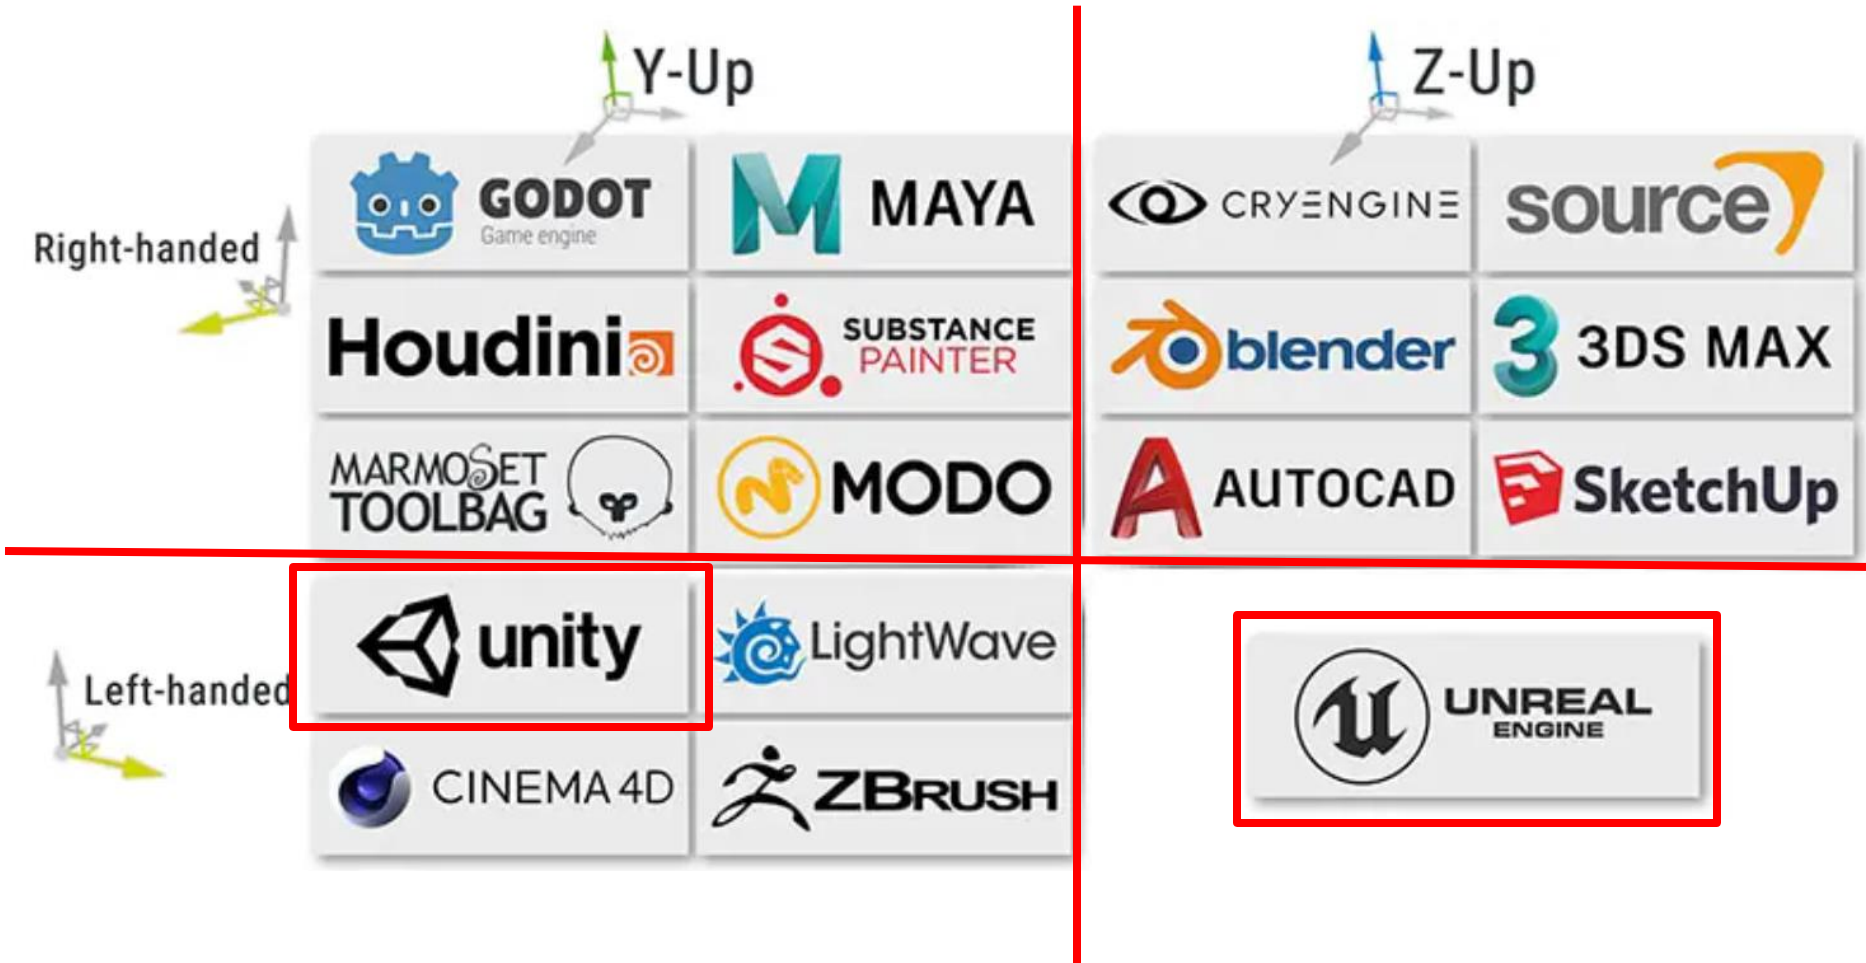 Y-Up
Z-Up
Right-handed
GODOT
Game engine
MAYA
CRYENGINE
source
Houdini
SUBSTANCE
PAINTER
blender
3DS MAX
MARMOSET
TOOLBAG
MODO
AUTOCAD
SketchUp
Left-handed
unity
LightWave
UNREAL
ENGINE
CINEMA 4D
ZBRUSH